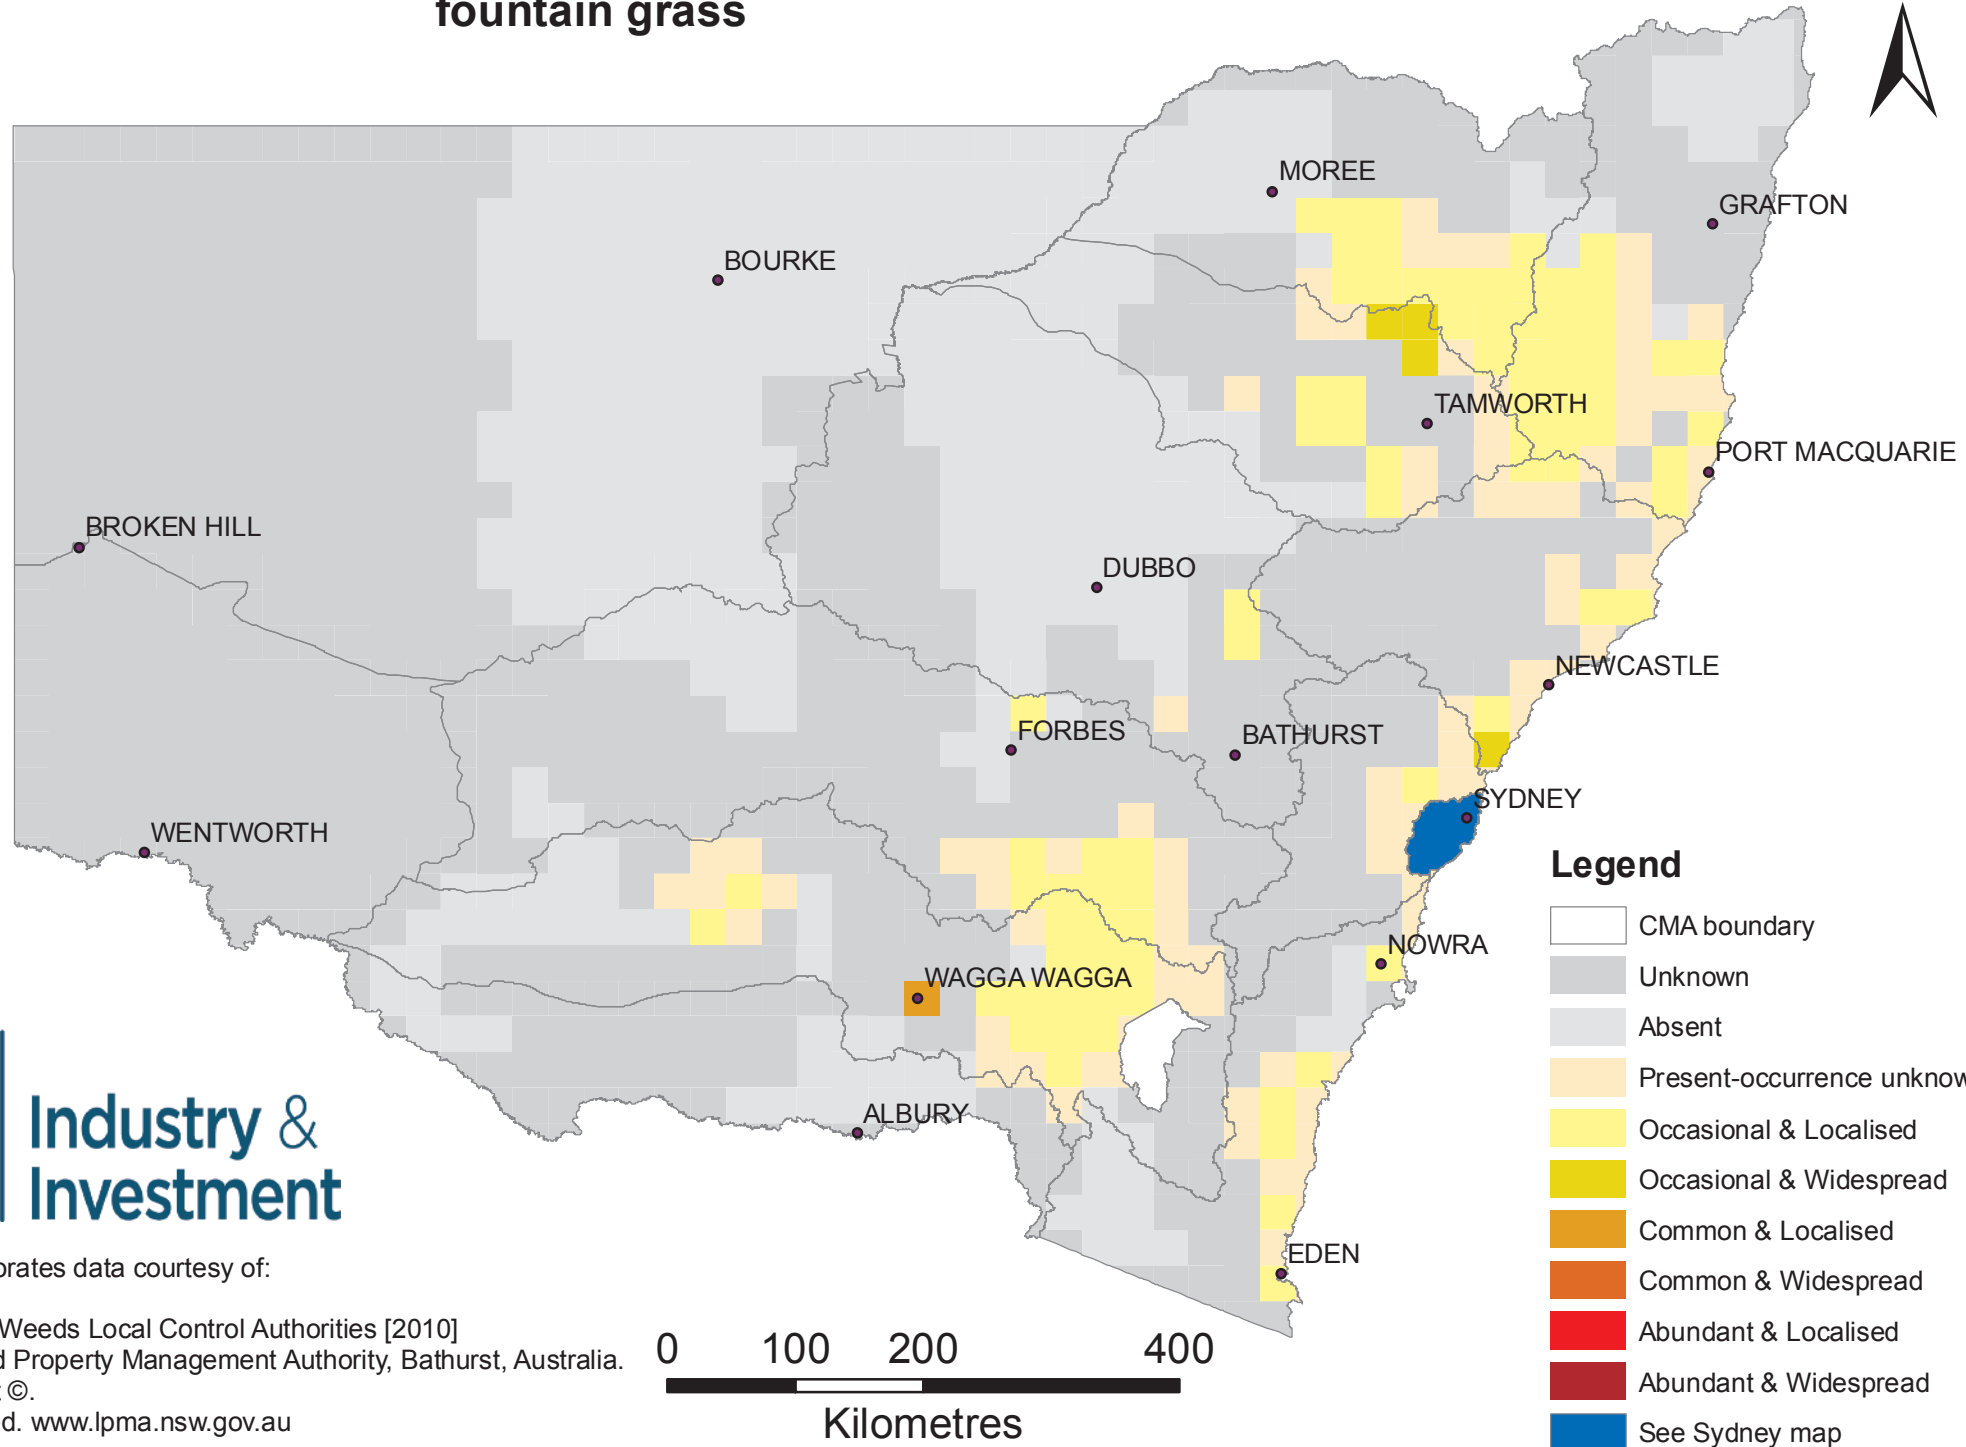 fountain grass
MOREE
GRAFTON
BOURKE
TAMWORTH
PORT MACQUARIE
BROKEN HILL
DUBBO
NEWCASTLE
FORBES
BATHURST
SYDNEY
WENTWORTH
NOWRA
WAGGA WAGGA
ALBURY
EDEN
Legend
CMA boundary
Unknown
Absent
Present-occurrence unknow
Occasional & Localised
Occasional & Widespread
Common & Localised
Common & Widespread
Abundant & Localised
Abundant & Widespread
See Sydney map
Industry &
Investment
orates data courtesy of:
Weeds Local Control Authorities [2010]
d Property Management Authority, Bathurst, Australia.
©.
d. www.lpma.nsw.gov.au
0 100 200 400
Kilometres